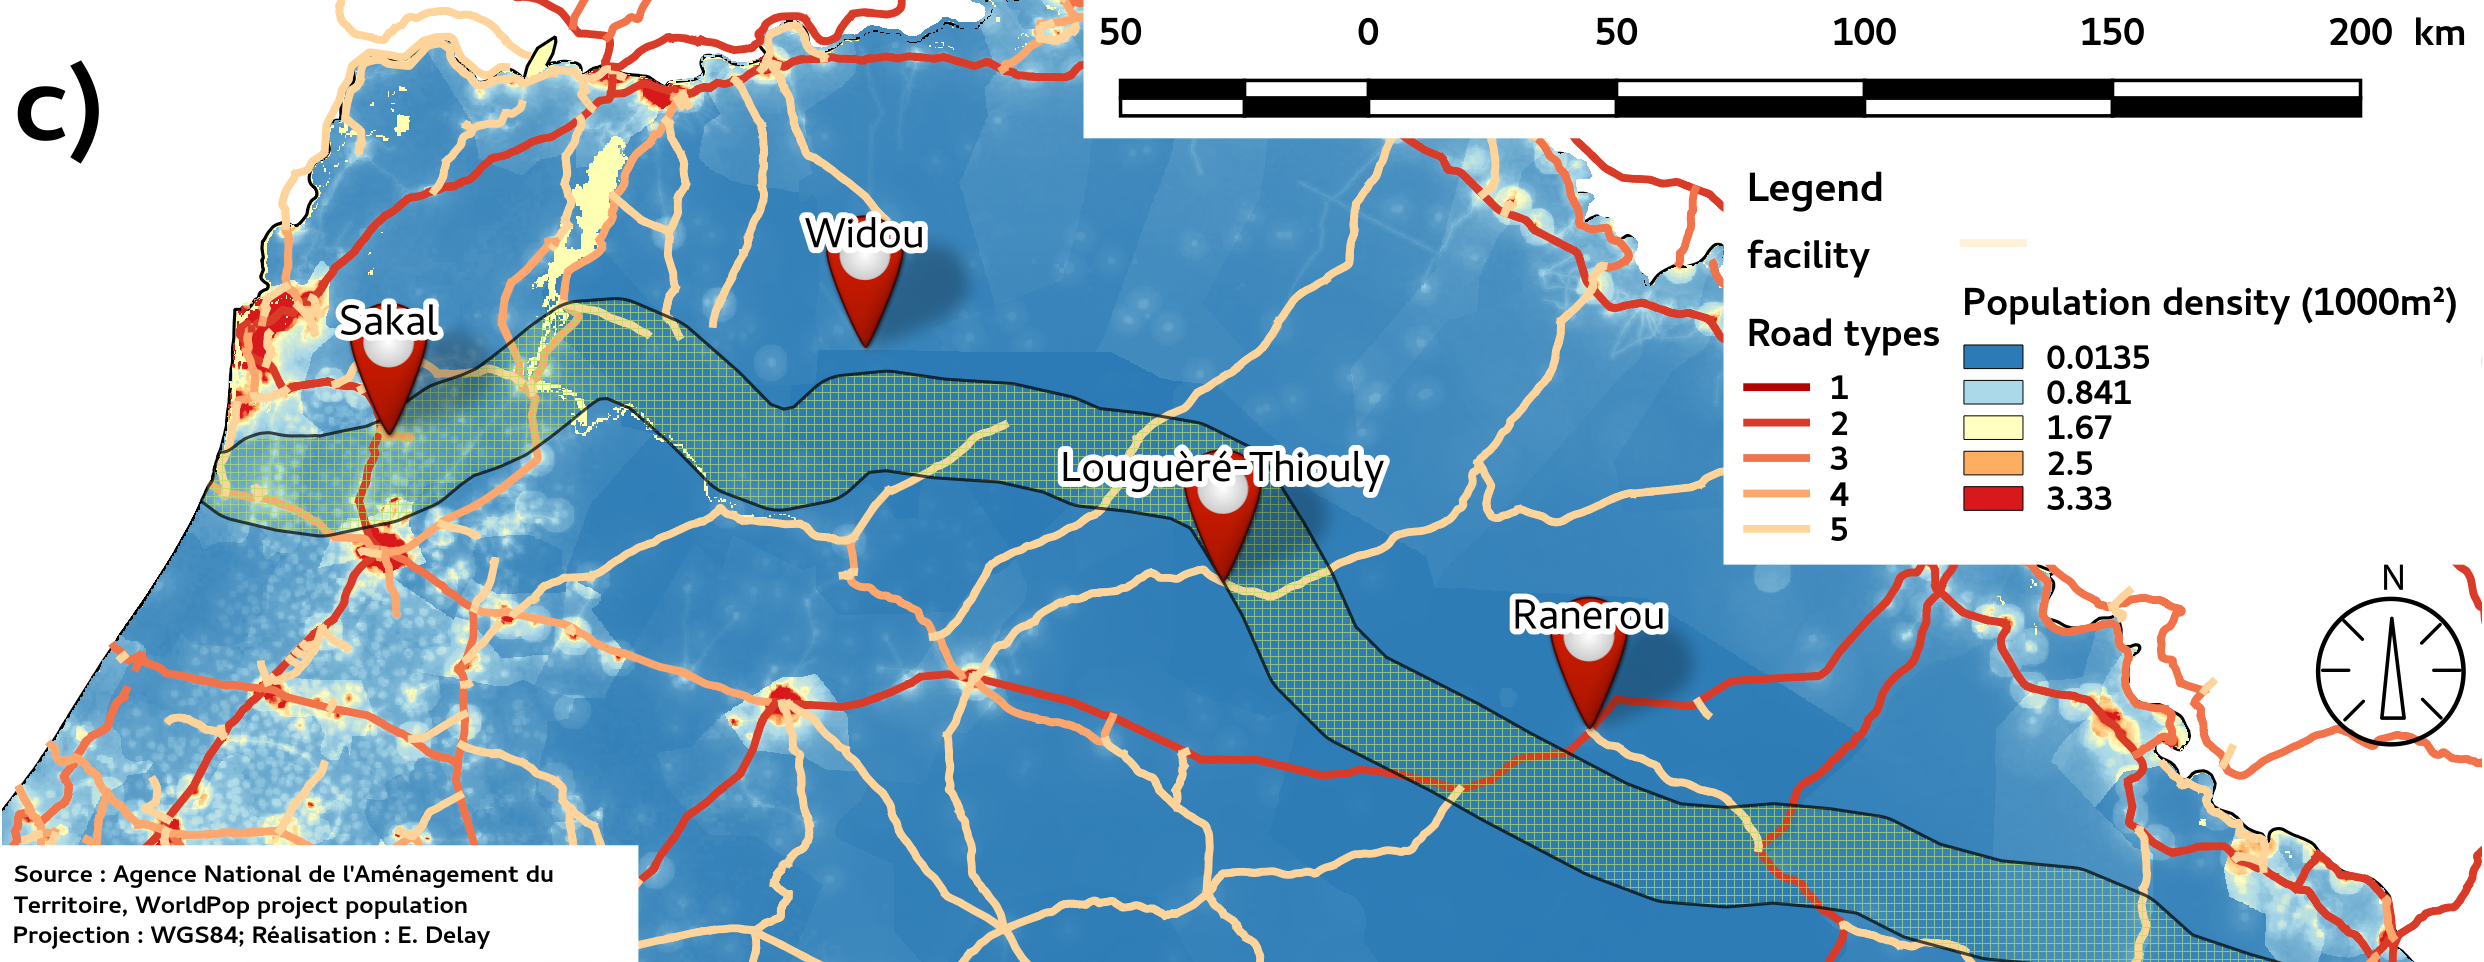 c)
50 0 50 100 150 200 km
Legend
facility
Road types
1
2
3
4
5
Population density (1000m²)
0.0135
0.841
1.67
2.5
3.33
Widou
Sakal
Louguèré-Thiouly
Ranerou
N
Source : Agence National de l'Aménagement du
Territoire, WorldPop project population
Projection : WGS84; Réalisation : E. Delay